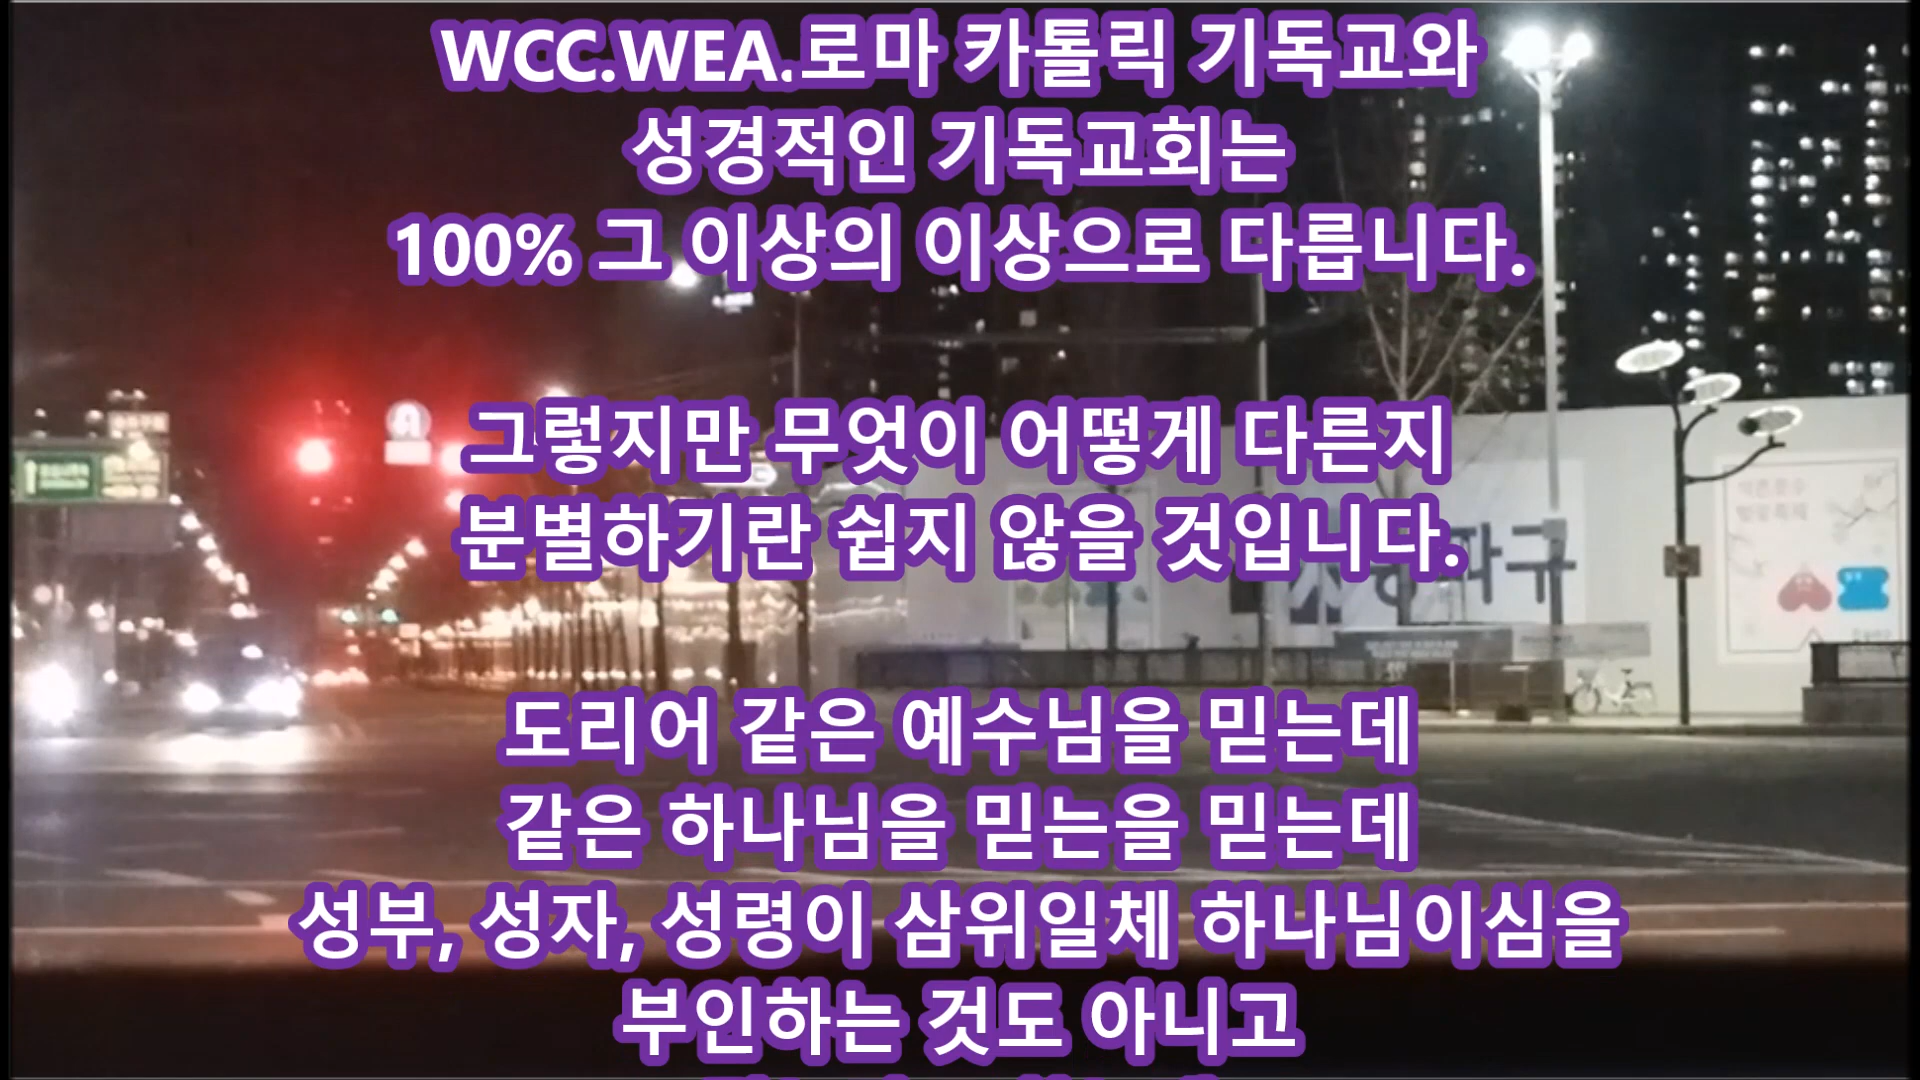 WCC.WEA.로마 카톨릭 기독교와
성경적인 기독교회는
100% 그 이상의 이상으로 다릅니다.
그렇지만 무엇이 어떻게 다른지
분별하기란 쉽지 않을 것입니다.
도리어 같은 예수님을 믿는데
같은 하나님을 믿는을 믿는데
성부, 성자, 성령이 삼위일체 하나님이심을
부인하는 것도 아니고
파구